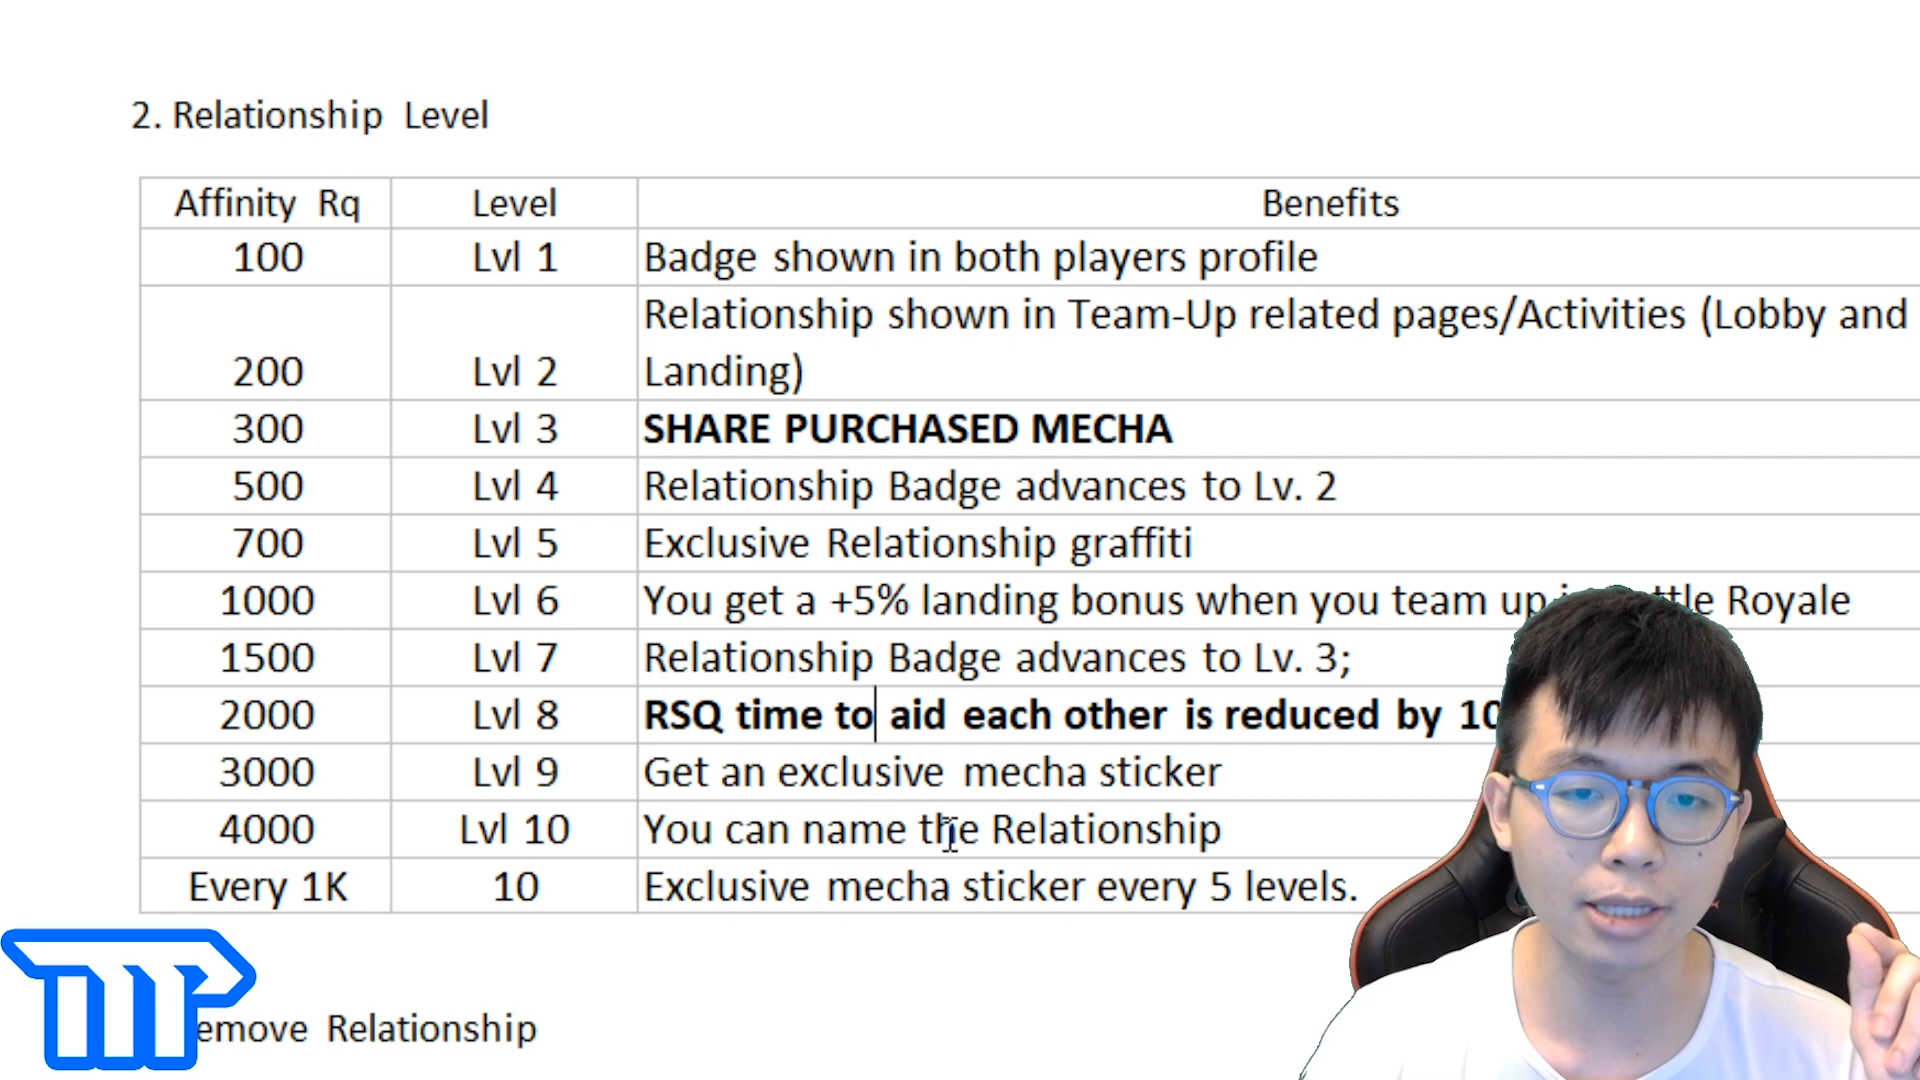 2. Relationship Level
Affinity Rq Level Benefits
100 Lvl 1 Badge shown in both players profile
Relationship shown in Team-Up related pages/Activities (Lobby and
200 Lvl 2 Landing)
300 Lvl 3 SHARE PURCHASED MECHA
500 Lvl 4 Relationship Badge advances to Lv. 2
700 Lvl 5 Exclusive Relationship graffiti
1000 Lvl 6 You get a +5% landing bonus when you team up Royale
1500 Lvl 7 Relationship Badge advances to Lv. 3;
2000 Lvl 8 RSQ time to aid each other is reduced by
3000 Lvl 9 Get an exclusive mecha sticker
4000 Lvl 10 You can name the Relationship
Every 1K 10 Exclusive mecha sticker every 5 levels.
Relationship